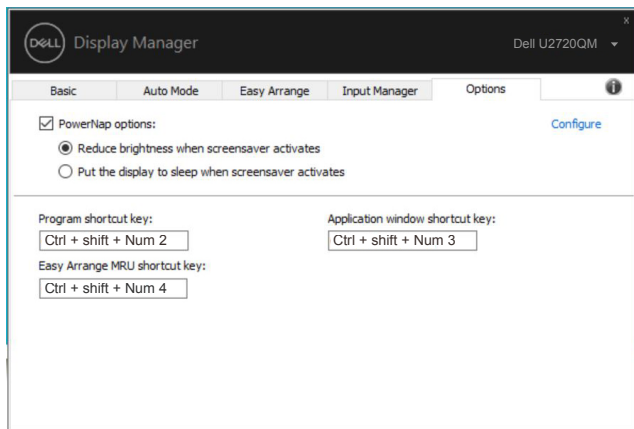 DELL Display Manager
x
Dell U2720QM
Basic Auto Mode Easy Arrange Input Manager Options
PowerNap options:
Configure
Reduce brightness when screensaver activates
Put the display to sleep when screensaver activates
Program shortcut key:
Application window shortcut key:
Ctrl + shift + Num 2
Ctrl + shift + Num 3
Easy Arrange MRU shortcut key:
Ctrl + shift + Num 4